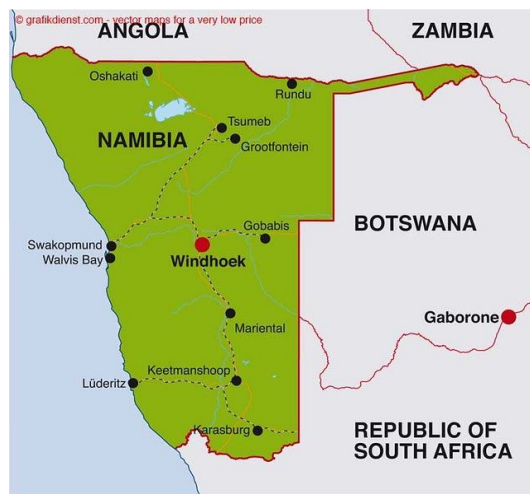 © grafikdienst.com - vector maps for a very low price
ANGOLA
ZAMBIA
Oshakati
Rundu
Tsumeb
NAMIBIA
Grootfontein
Gobabis
BOTSWANA
Swakopmund
Walvis Bay
Windhoek
Gaborone
Mariental
Keetmanshoop
Lüderitz
Karasburg
REPUBLIC OF
SOUTH AFRICA